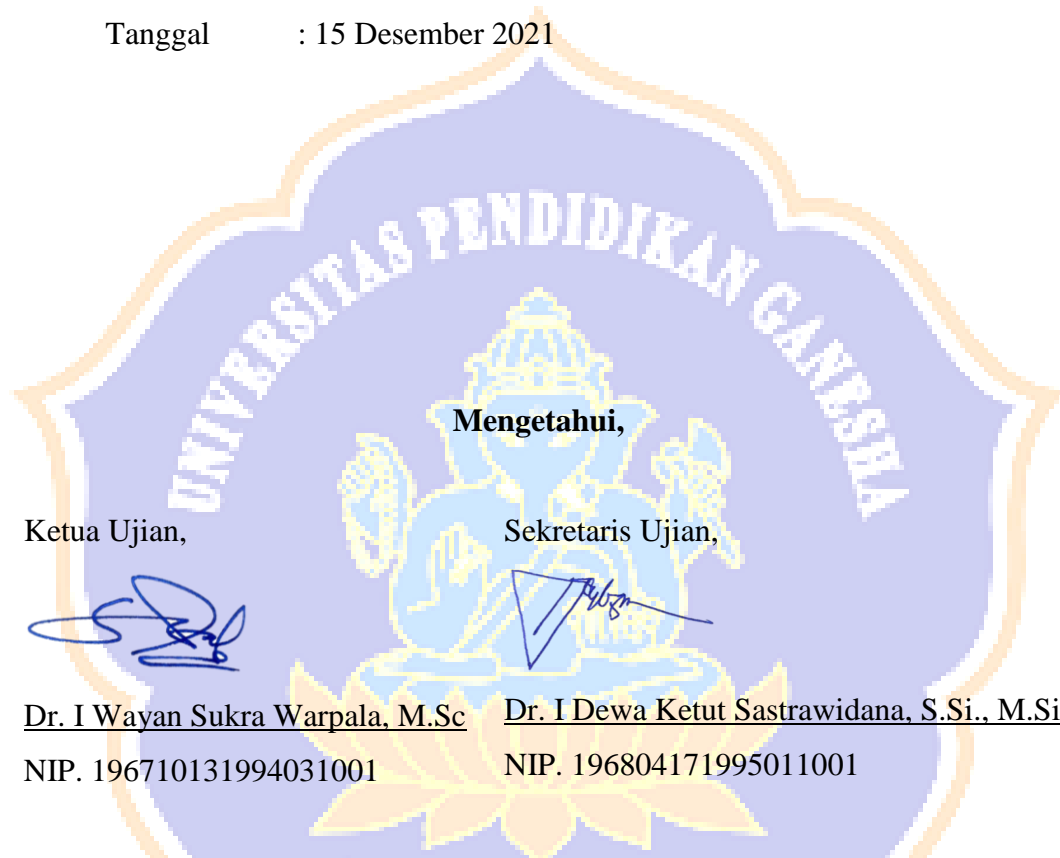 Tanggal : 15 Desember 2021
UNIVERSITAS PENDIDIKAN GANESHA
Mengetahui,
Ketua Ujian,
Sekretaris Ujian,
Dr. I Wayan Sukra Warpala, M.Sc
Dr. I Dewa Ketut Sastrawidana, S.Si., M.Si
NIP. 196710131994031001
NIP. 196804171995011001